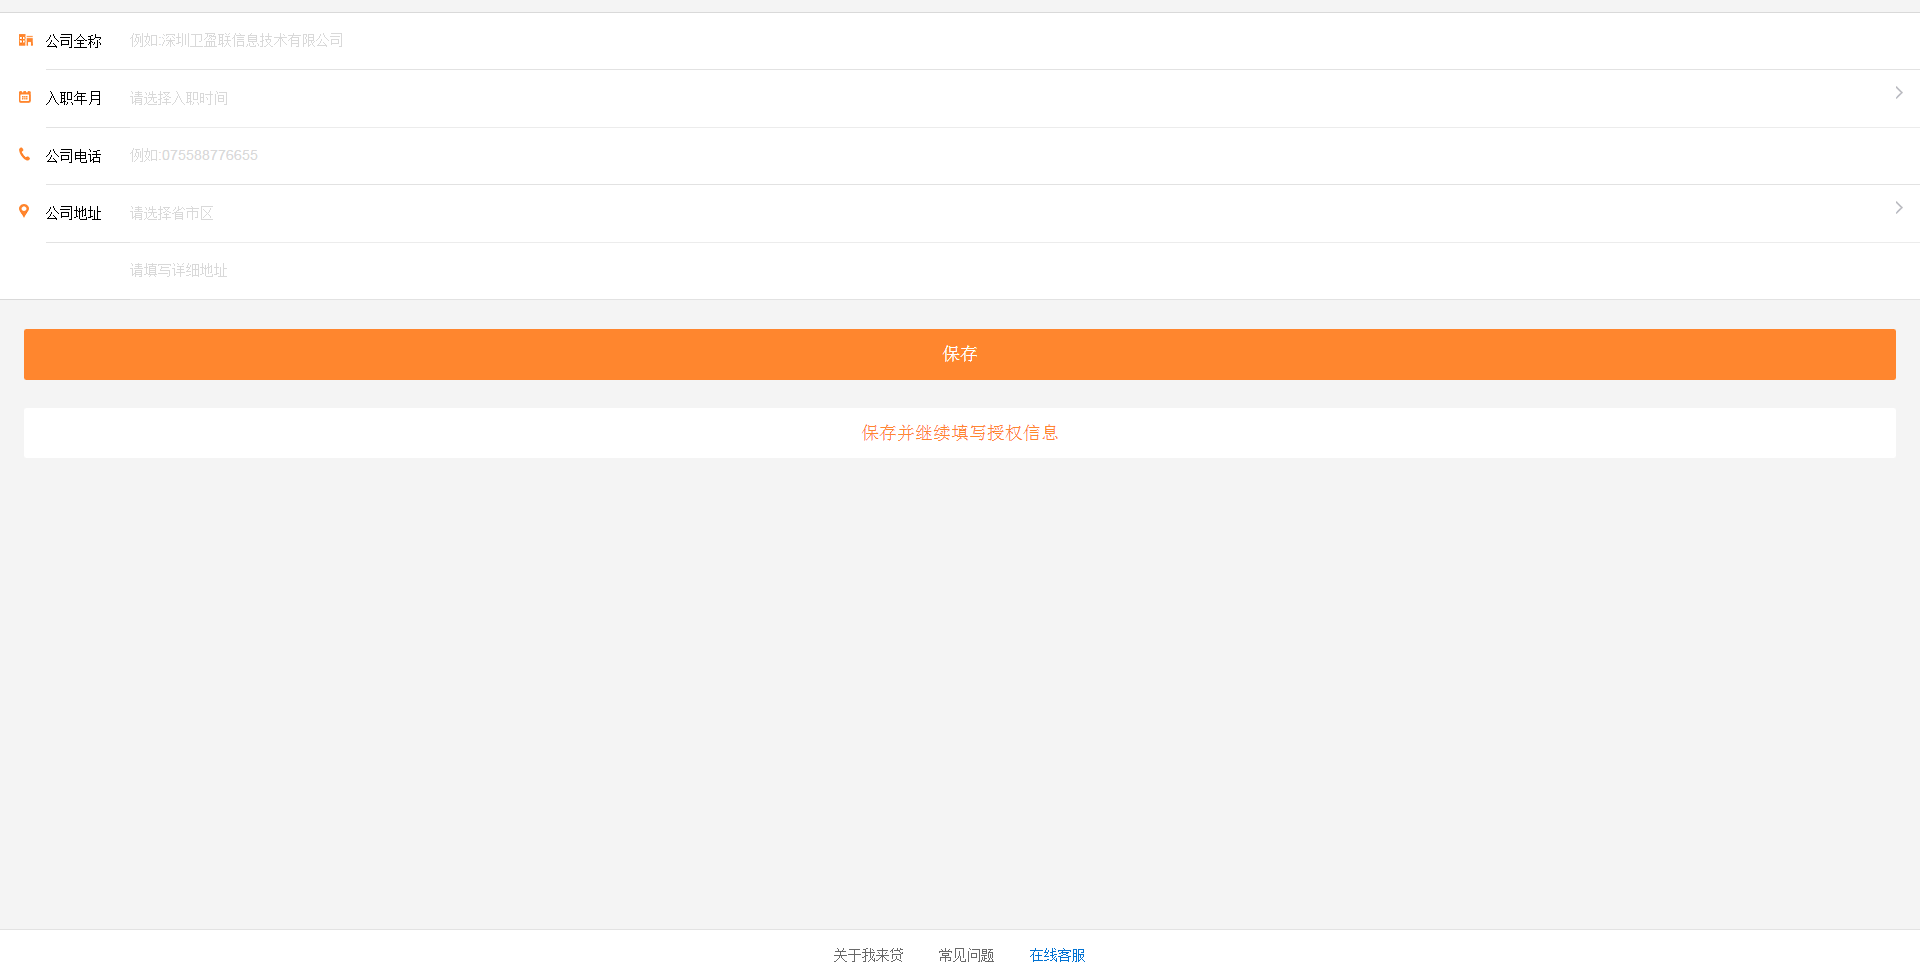 公司全称 例如:深圳卫盈联信息技术有限公司
入职年月 请选择入职时间
公司电话 例如:075588776655
公司地址 请选择省市区
请填写详细地址
保存
保存并继续填写授权信息
关于我来贷 常见问题 在线客服